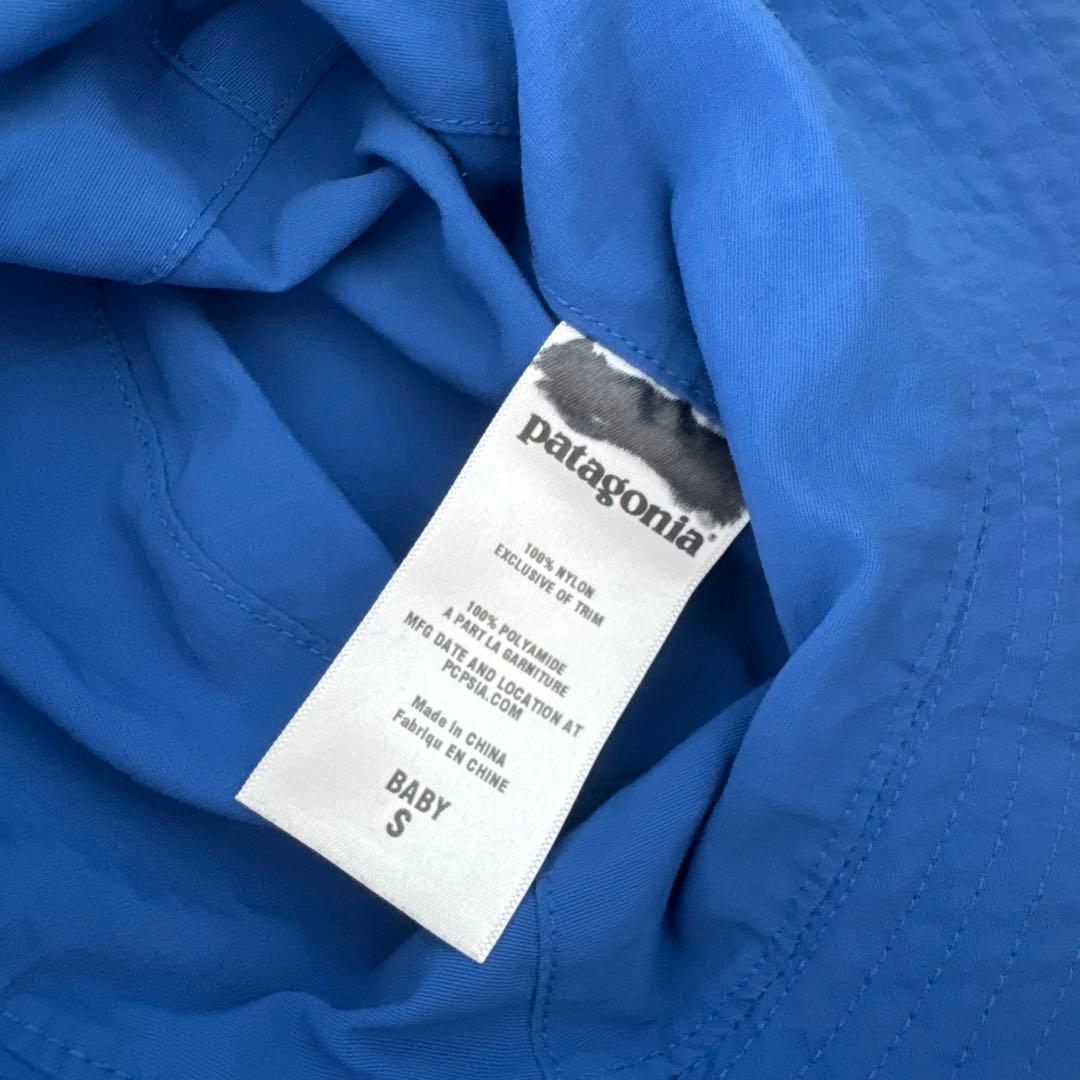 patagonia®
100% NYLON
EXCLUSIVE OF TRIM
100% POLYAMIDE
A PART LA GARNITURE
MFG DATE AND LOCATION AT
PCPSIA.COM
Made in CHINA
Fabriqu EN CHINE
BABY
S